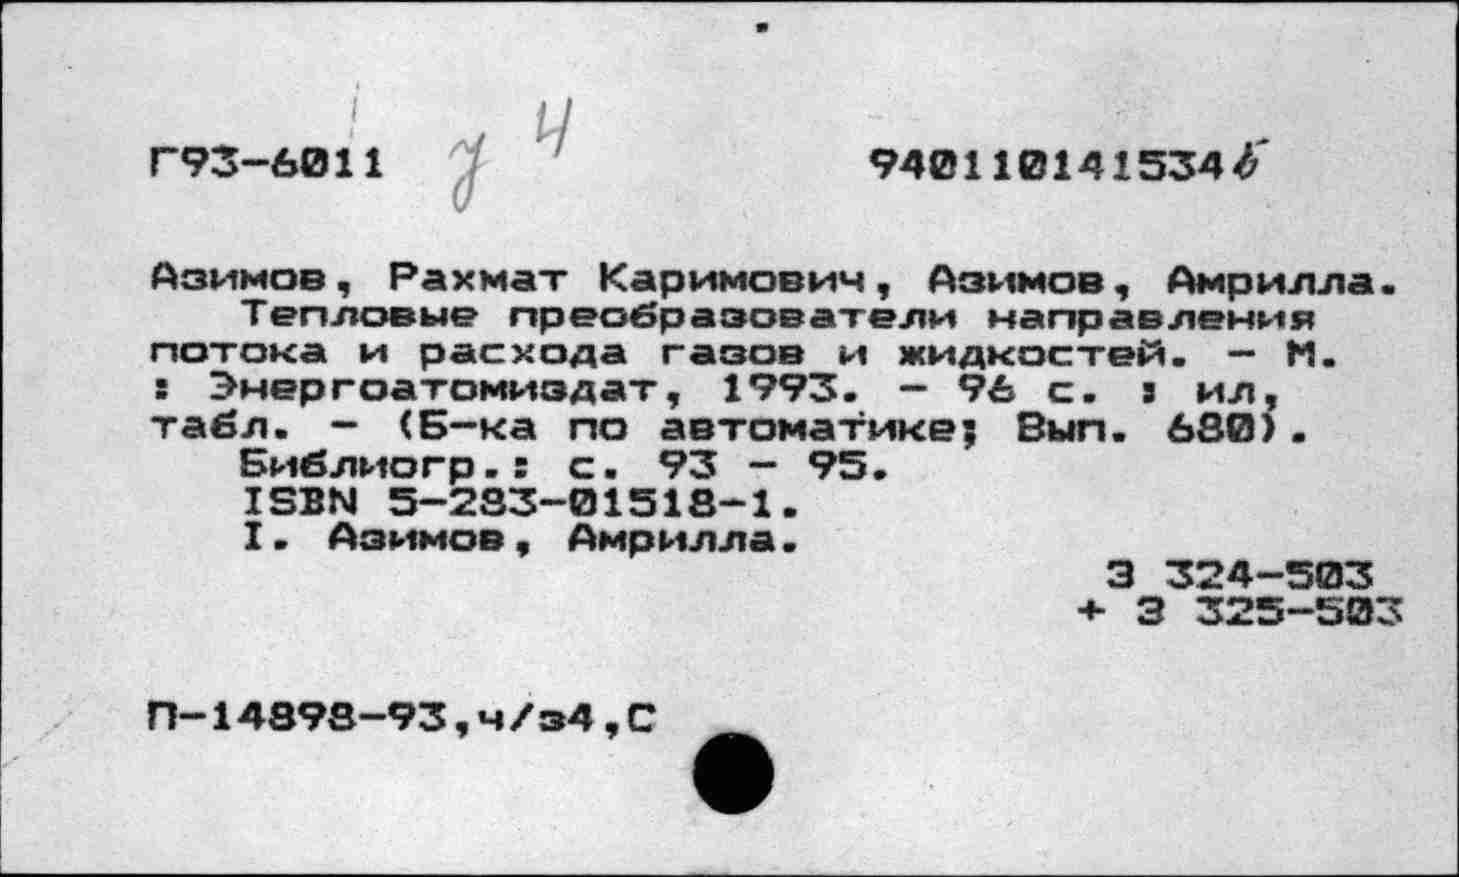 Г93-6011 у 4 9401101415346
Азимов, Рахмат Каримович, Азимов, Амрилла.
Тепловые преобразователи направления
потока и расхода газов и жидкостей. - М.
: Энергоатомиздат, 1993. - 96 с. : ил,
табл. - (Б-ка по автоматике; Вып. 680).
Библиогр.: с. 93 - 95.
ISBN 5-283-01518-1.
I. Азимов, Амрилла.
З 324-503
+ З 325-503
П-14898-93,ч/з4,С